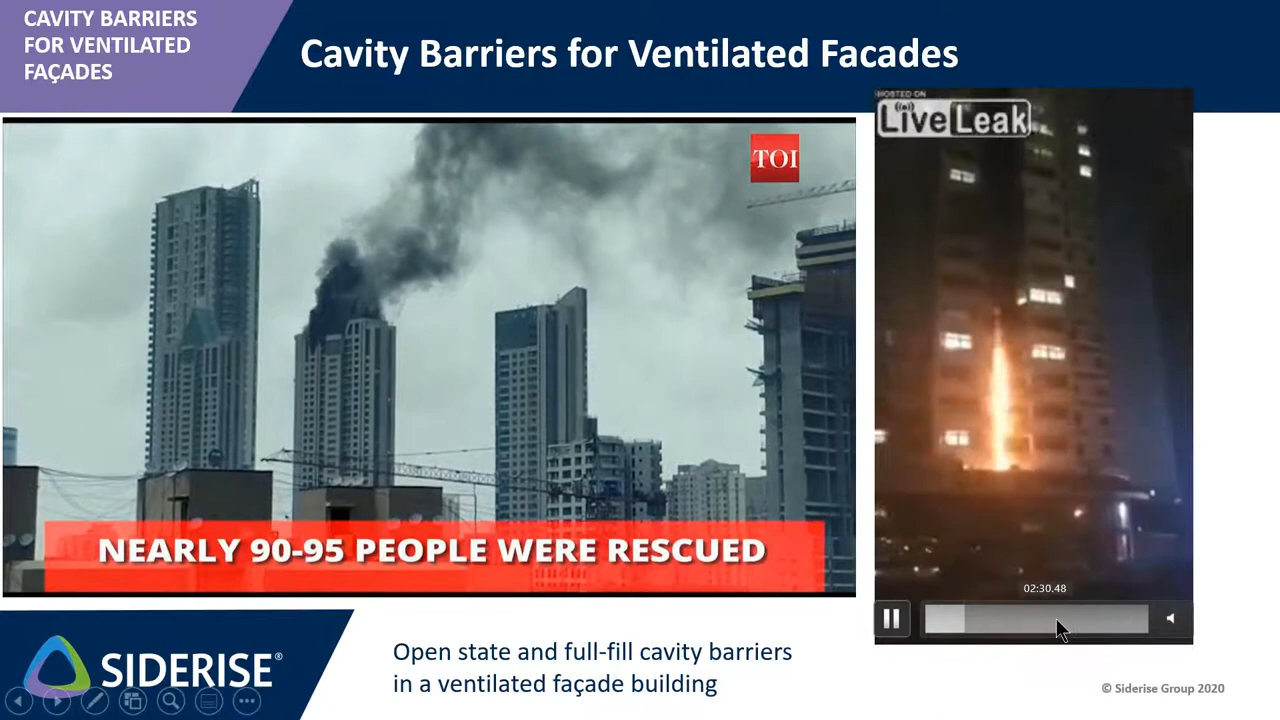 CAVITY BARRIERS
FOR VENTILATED
FAÇADES
Cavity Barriers for Ventilated Facades
HOSTED ON
LiveLeak
TOI
NEARLY 90-95 PEOPLE WERE RESCUED
02:30.48
SIDERISE®
Open state and full-fill cavity barriers
in a ventilated façade building
© Siderise Group 2020